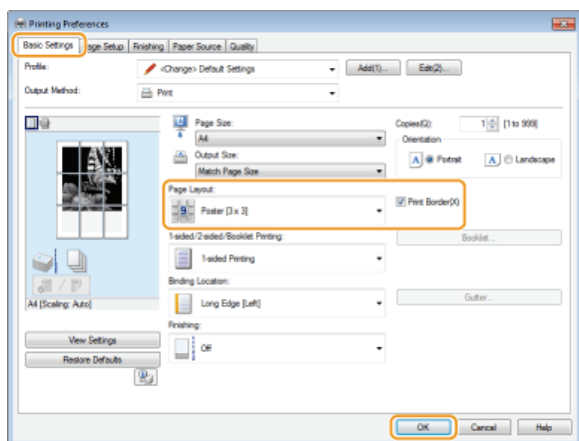 Printing Preferences
Basic Settings Page Setup Finishing Paper Source Quality
Profile: <Change> Default Settings Add(1)... Edit(2)...
Output Method: Print
Page Size: Copies(Q): 1 [1 to 999]
A4 Orientation
Output Size: A Portrait A Landscape
Match Page Size
Page Layout:
9 Poster [3 x 3] Print Border(X)
1-sided/2-sided/Booklet Printing: Booklet...
1-sided Printing
Binding Location:
Long Edge [Left] Gutter...
A4 [Scaling: Auto]
Finishing:
View Settings Off
Restore Defaults
OK Cancel Help